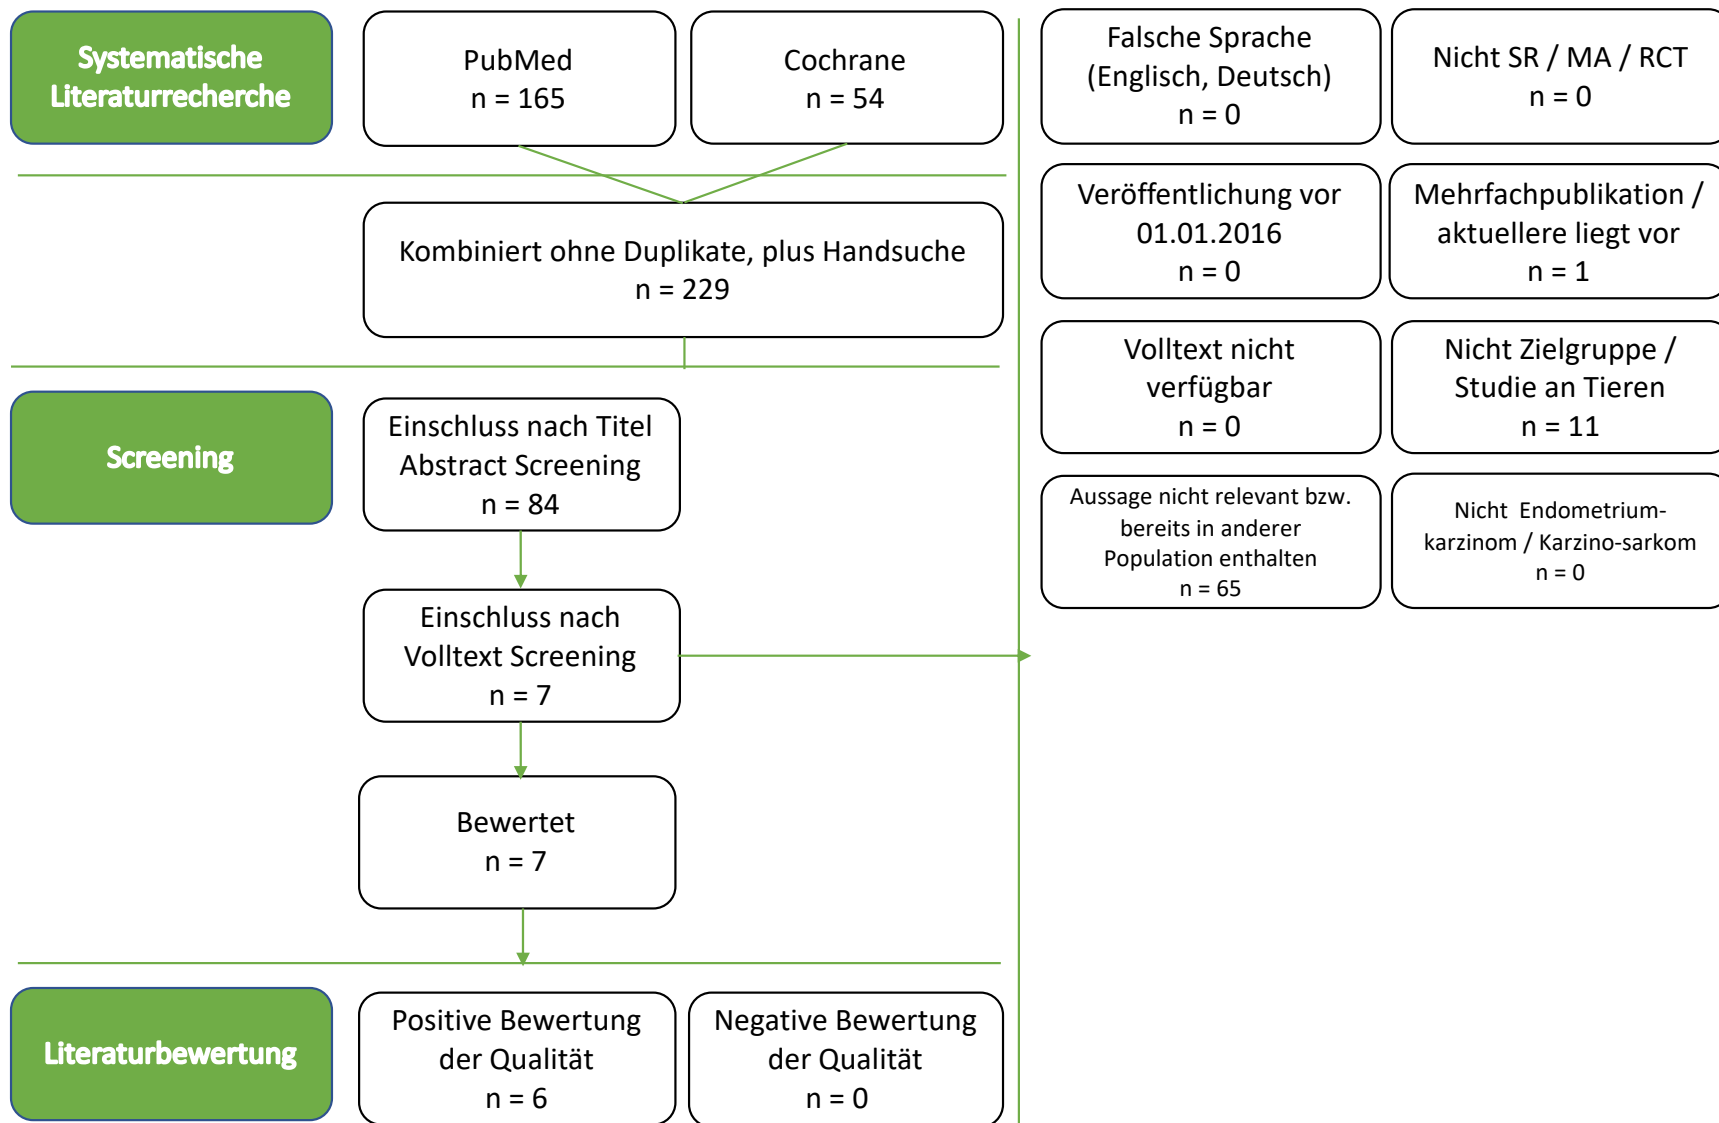 Systematische
Literaturrecherche
PubMed
n = 165
Cochrane
n = 54
Kombiniert ohne Duplikate, plus Handsuche
n = 229
Screening
Einschluss nach Titel
Abstract Screening
n = 84
Einschluss nach
Volltext Screening
n = 7
Bewertet
n = 7
Literaturbewertung
Positive Bewertung
der Qualität
n = 6
Negative Bewertung
der Qualität
n = 0
Falsche Sprache
(Englisch, Deutsch)
n = 0
Nicht SR / MA / RCT
n = 0
Veröffentlichung vor
01.01.2016
n = 0
Mehrfachpublikation /
aktuellere liegt vor
n = 1
Volltext nicht
verfügbar
n = 0
Nicht Zielgruppe /
Studie an Tieren
n = 11
Aussage nicht relevant bzw.
bereits in anderer
Population enthalten
n = 65
Nicht Endometrium-
karzinom / Karzino-sarkom
n = 0